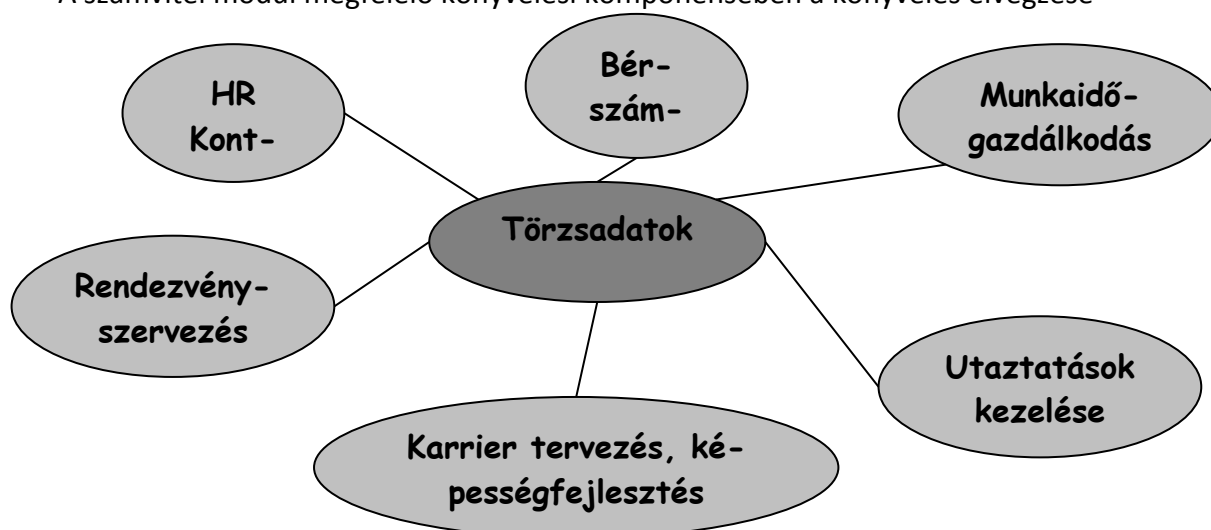 A számvitel modul megfelelő könyvelési komponensében a könyvelés elvégzése
HR
Kont-
Bér-
szám-
Munkaidő-
gazdálkodás
Törzsadatok
Rendezvény-
szervezés
Utaztatások
kezelése
Karrier tervezés, ké-
pességfejlesztés